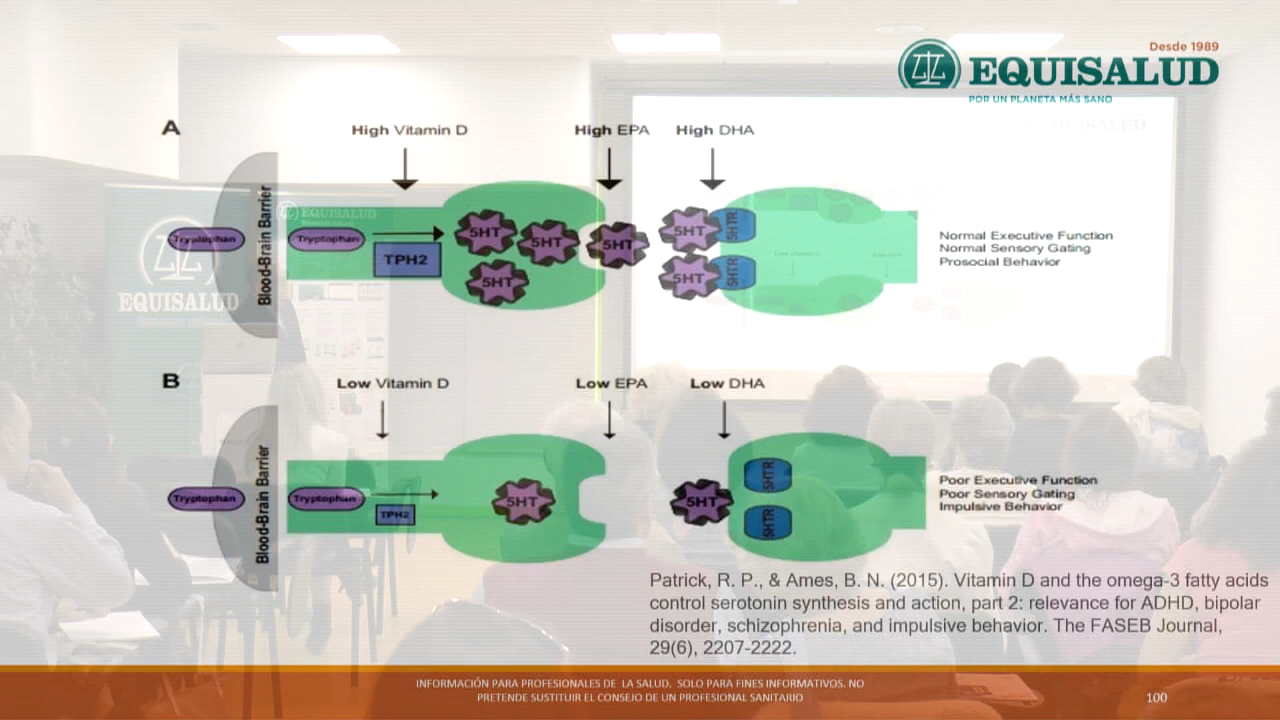 Desde 1989
EQUISALUD
POR UN PLANETA MÁS SANO
A
High Vitamin D
High EPA
High DHA
Blood-Brain Barrier
Tryptophan
Tryptophan
TPH2
5HT
5HT
5HT
5HT
5HT
5HT
5HTR
5HTR
Normal Executive Function
Normal Sensory Gating
Prosocial Behavior
EQUISALUD
EQUISALUD
B
Low Vitamin D
Low EPA
Low DHA
Blood-Brain Barrier
Tryptophan
Tryptophan
TPH2
5HT
5HT
5HTR
5HTR
Poor Executive Function
Poor Sensory Gating
Impulsive Behavior
Patrick, R. P., & Ames, B. N. (2015). Vitamin D and the omega-3 fatty acids
control serotonin synthesis and action, part 2: relevance for ADHD, bipolar
disorder, schizophrenia, and impulsive behavior. The FASEB Journal,
29(6), 2207-2222.
INFORMACIÓN PARA PROFESIONALES DE LA SALUD. SOLO PARA FINES INFORMATIVOS. NO
PRETENDE SUSTITUIR EL CONSEJO DE UN PROFESIONAL SANITARIO
100